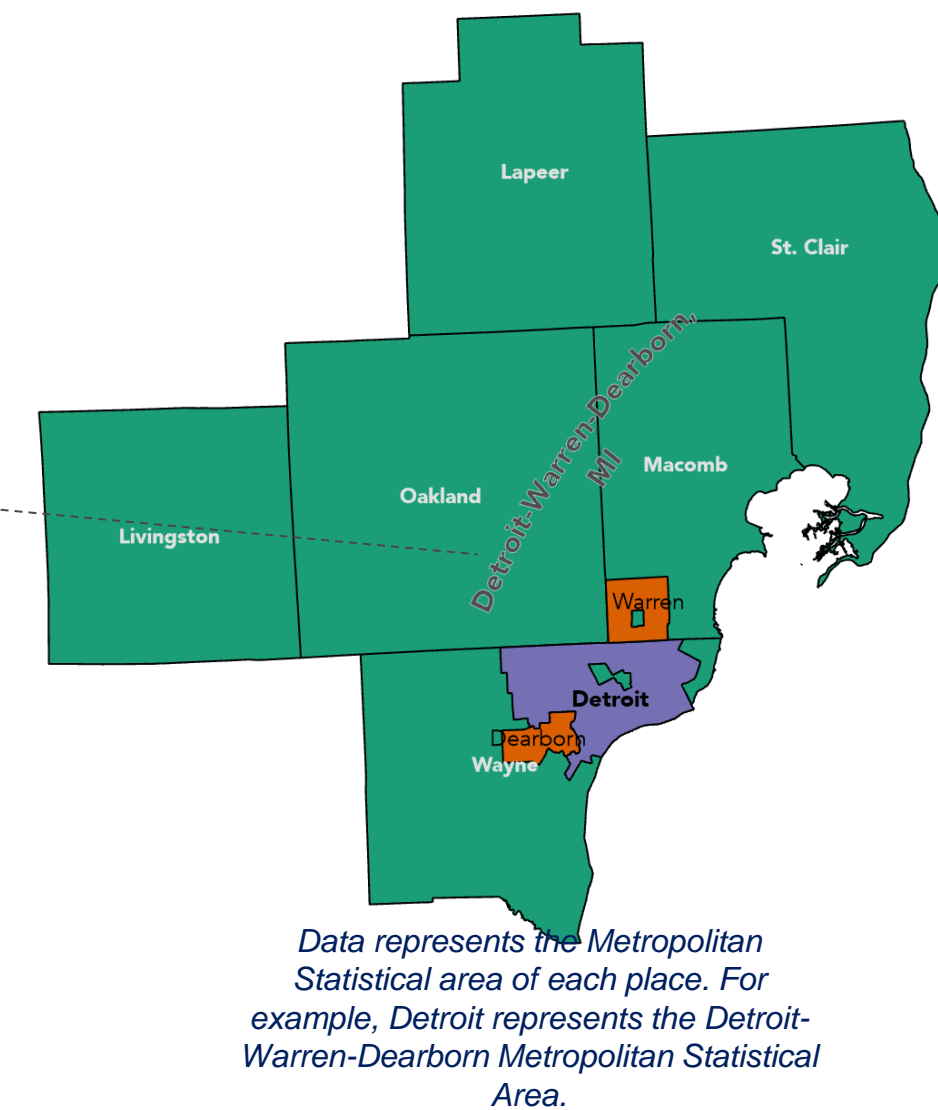 Lapeer
St. Clair
Detroit-Warren-Dearborn,
MI
Macomb
Oakland
Livingston
Warren
Detroit
Dearborn
Wayne
Data represents the Metropolitan
Statistical area of each place. For
example, Detroit represents the Detroit-
Warren-Dearborn Metropolitan Statistical
Area.